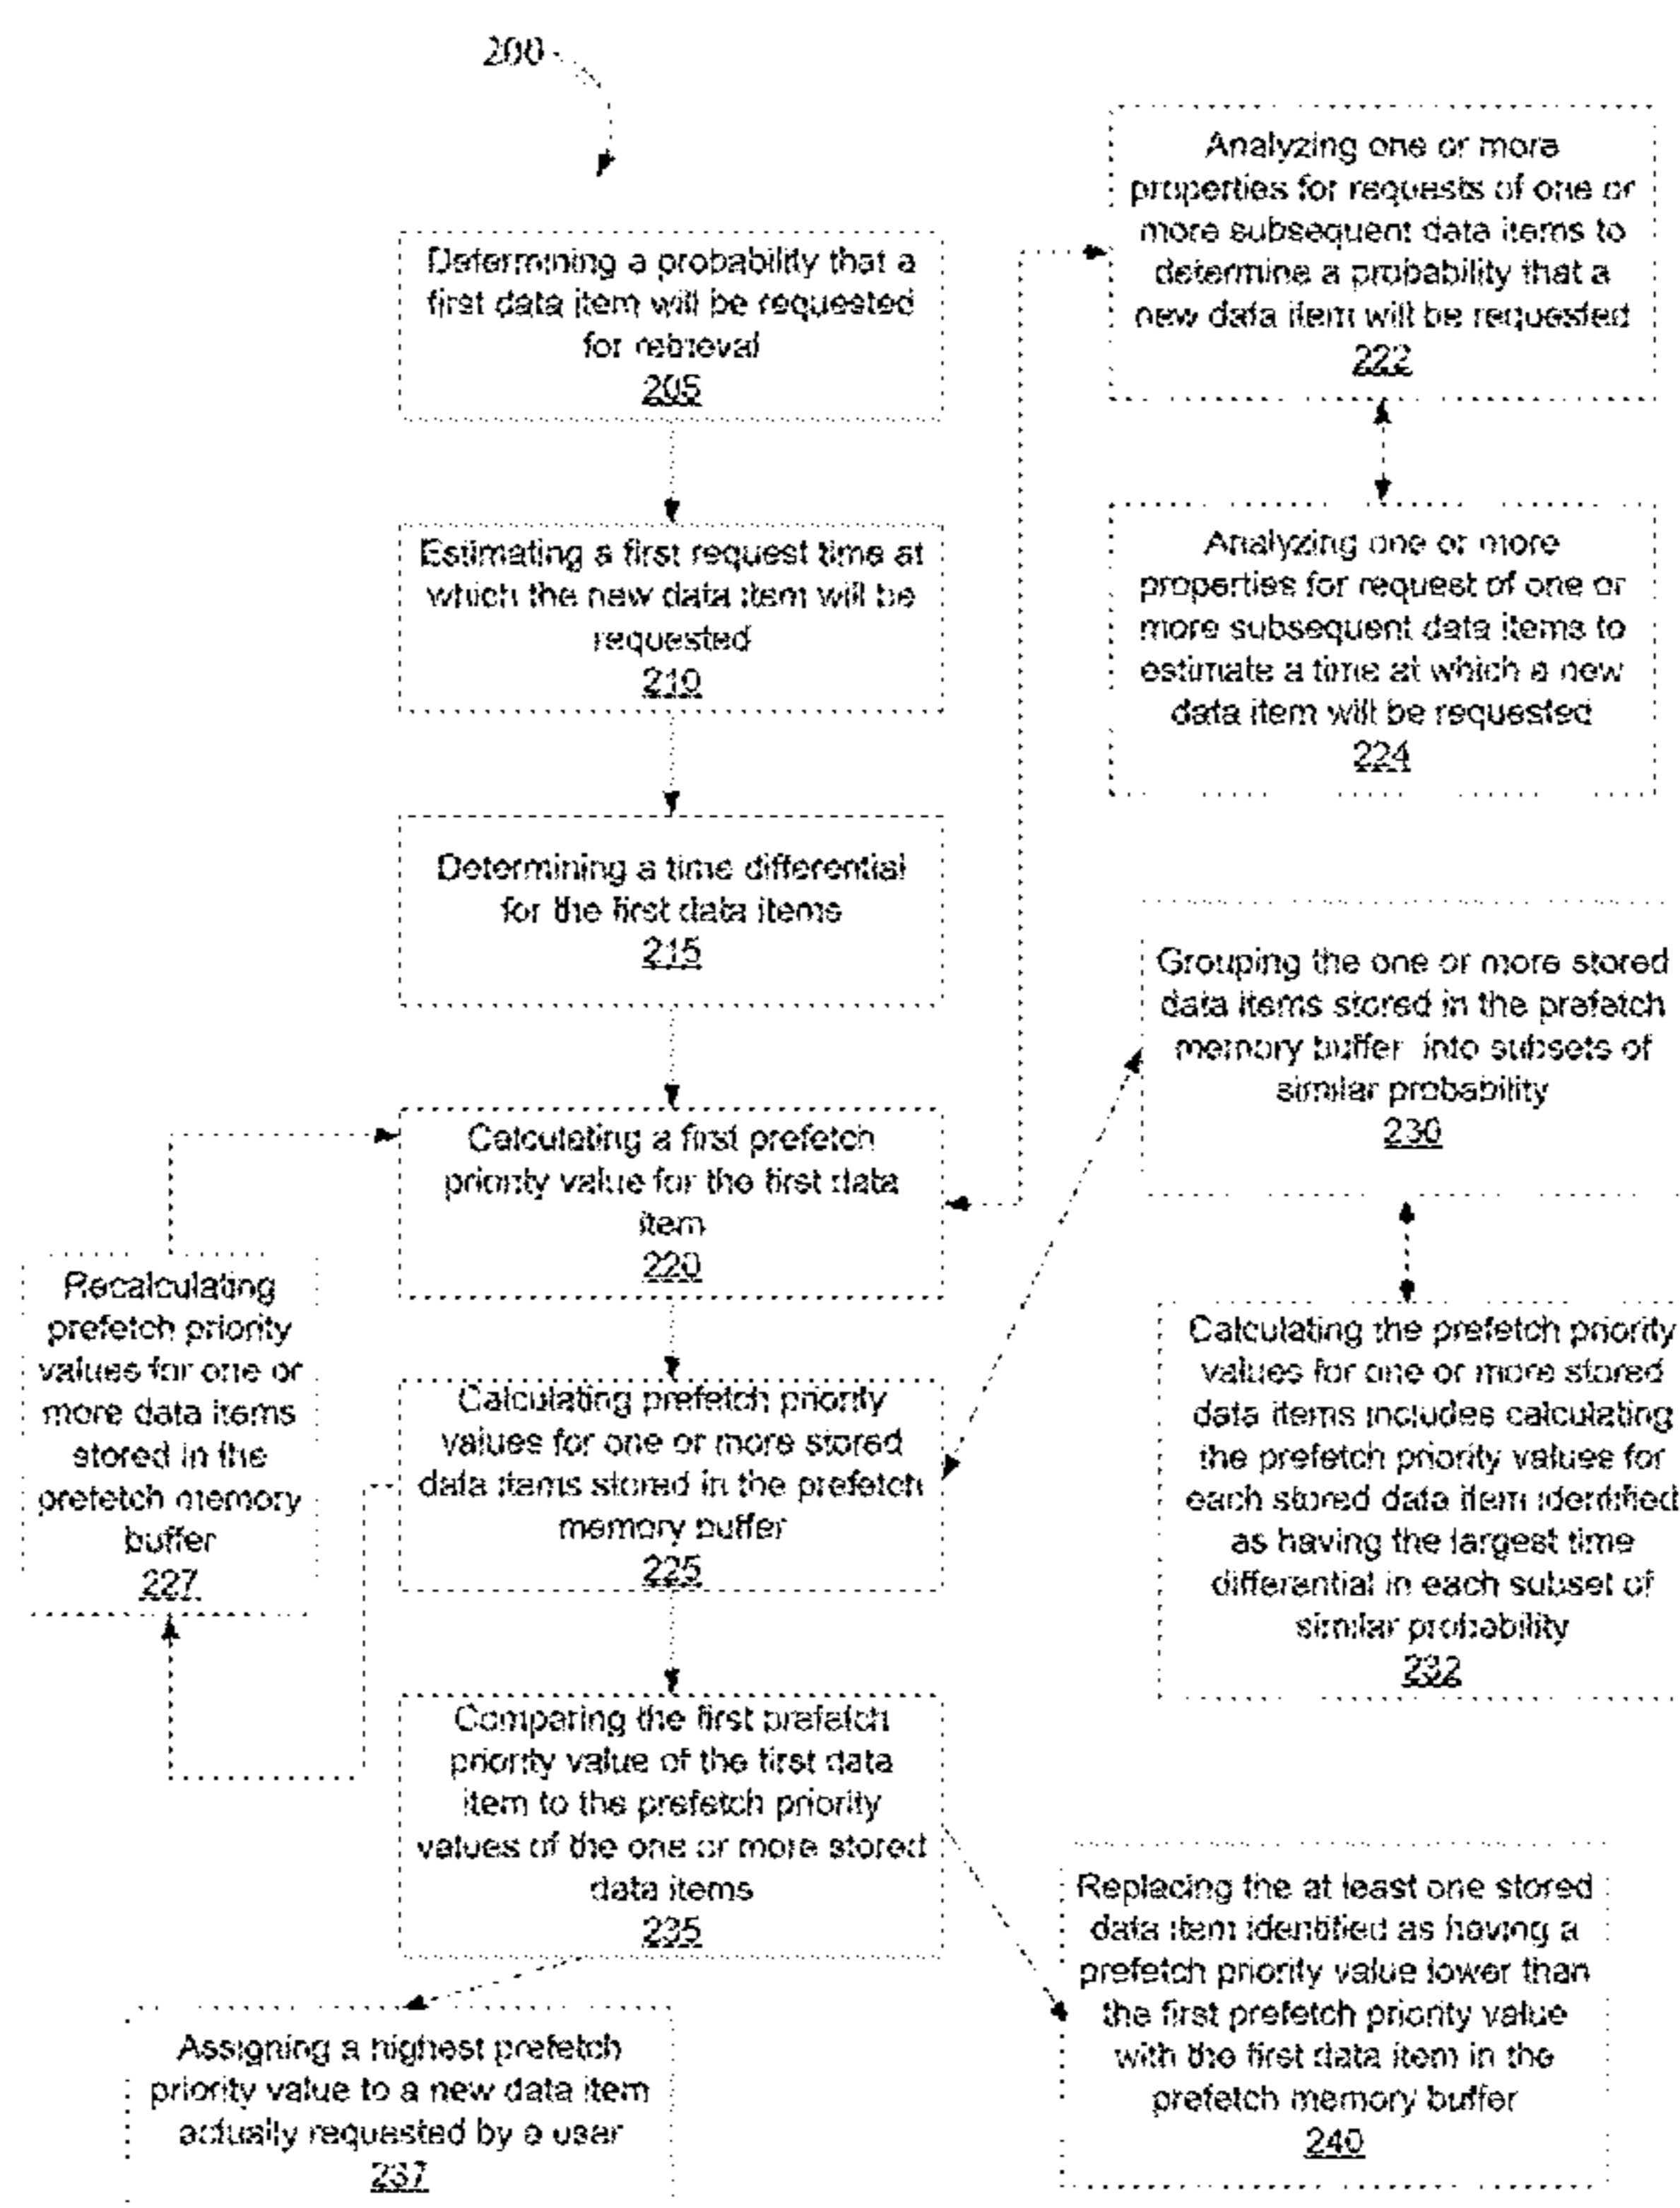 200
Determining a probability that a
first data item will be requested
for retrieval
205
Estimating a first request time at
which the new data item will be
requested
210
Determining a time differential
for the first data items
215
Calculating a first prefetch
priority value for the first data
item
220
Recalculating
prefetch priority
values for one or
more data items
stored in the
prefetch memory
buffer
227
Calculating prefetch priority
values for one or more stored
data items stored in the prefetch
memory buffer
225
Comparing the first prefetch
priority value of the first data
item to the prefetch priority
values of the one or more stored
data items
235
Assigning a highest prefetch
priority value to a new data item
actually requested by a user
237
Analyzing one or more
properties for requests of one or
more subsequent data items to
determine a probability that a
new data item will be requested
222
Analyzing one or more
properties for request of one or
more subsequent data items to
estimate a time at which a new
data item will be requested
224
Grouping the one or more stored
data items stored in the prefetch
memory buffer into subsets of
similar probability
230
Calculating the prefetch priority
values for one or more stored
data items includes calculating
the prefetch priority values for
each stored data item identified
as having the largest time
differential in each subset of
similar probability
232
Replacing the at least one stored
data item identified as having a
prefetch priority value lower than
the first prefetch priority value
with the first data item in the
prefetch memory buffer
240